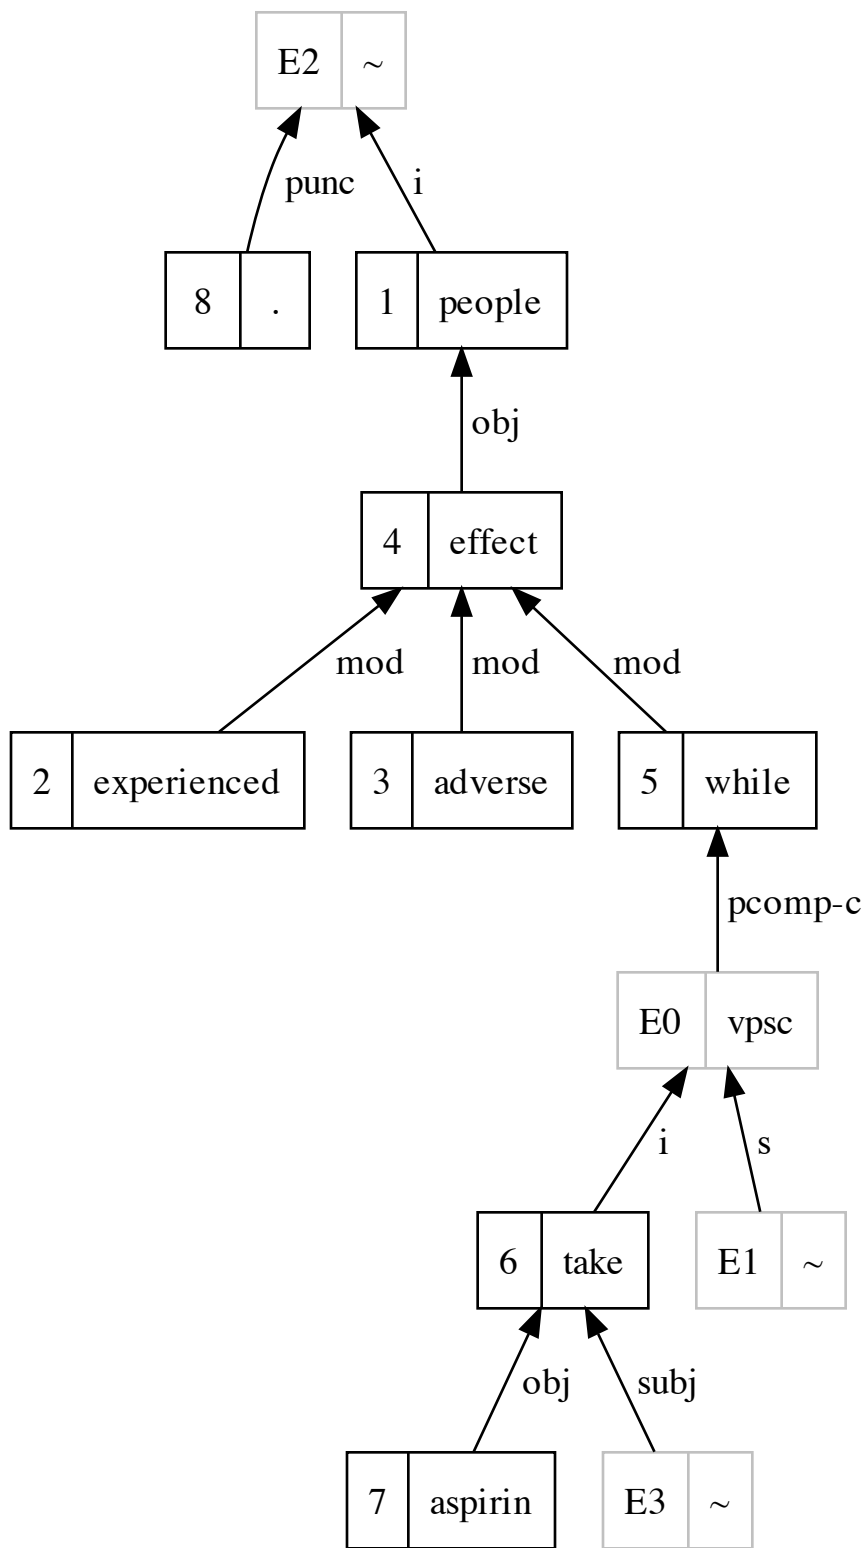 E2 ~
punc i
8 . 1 people
obj
4 effect
mod mod mod
2 experienced 3 adverse 5 while
pcomp-c
E0 vpsc
i s
6 take E1 ~
obj subj
7 aspirin E3 ~